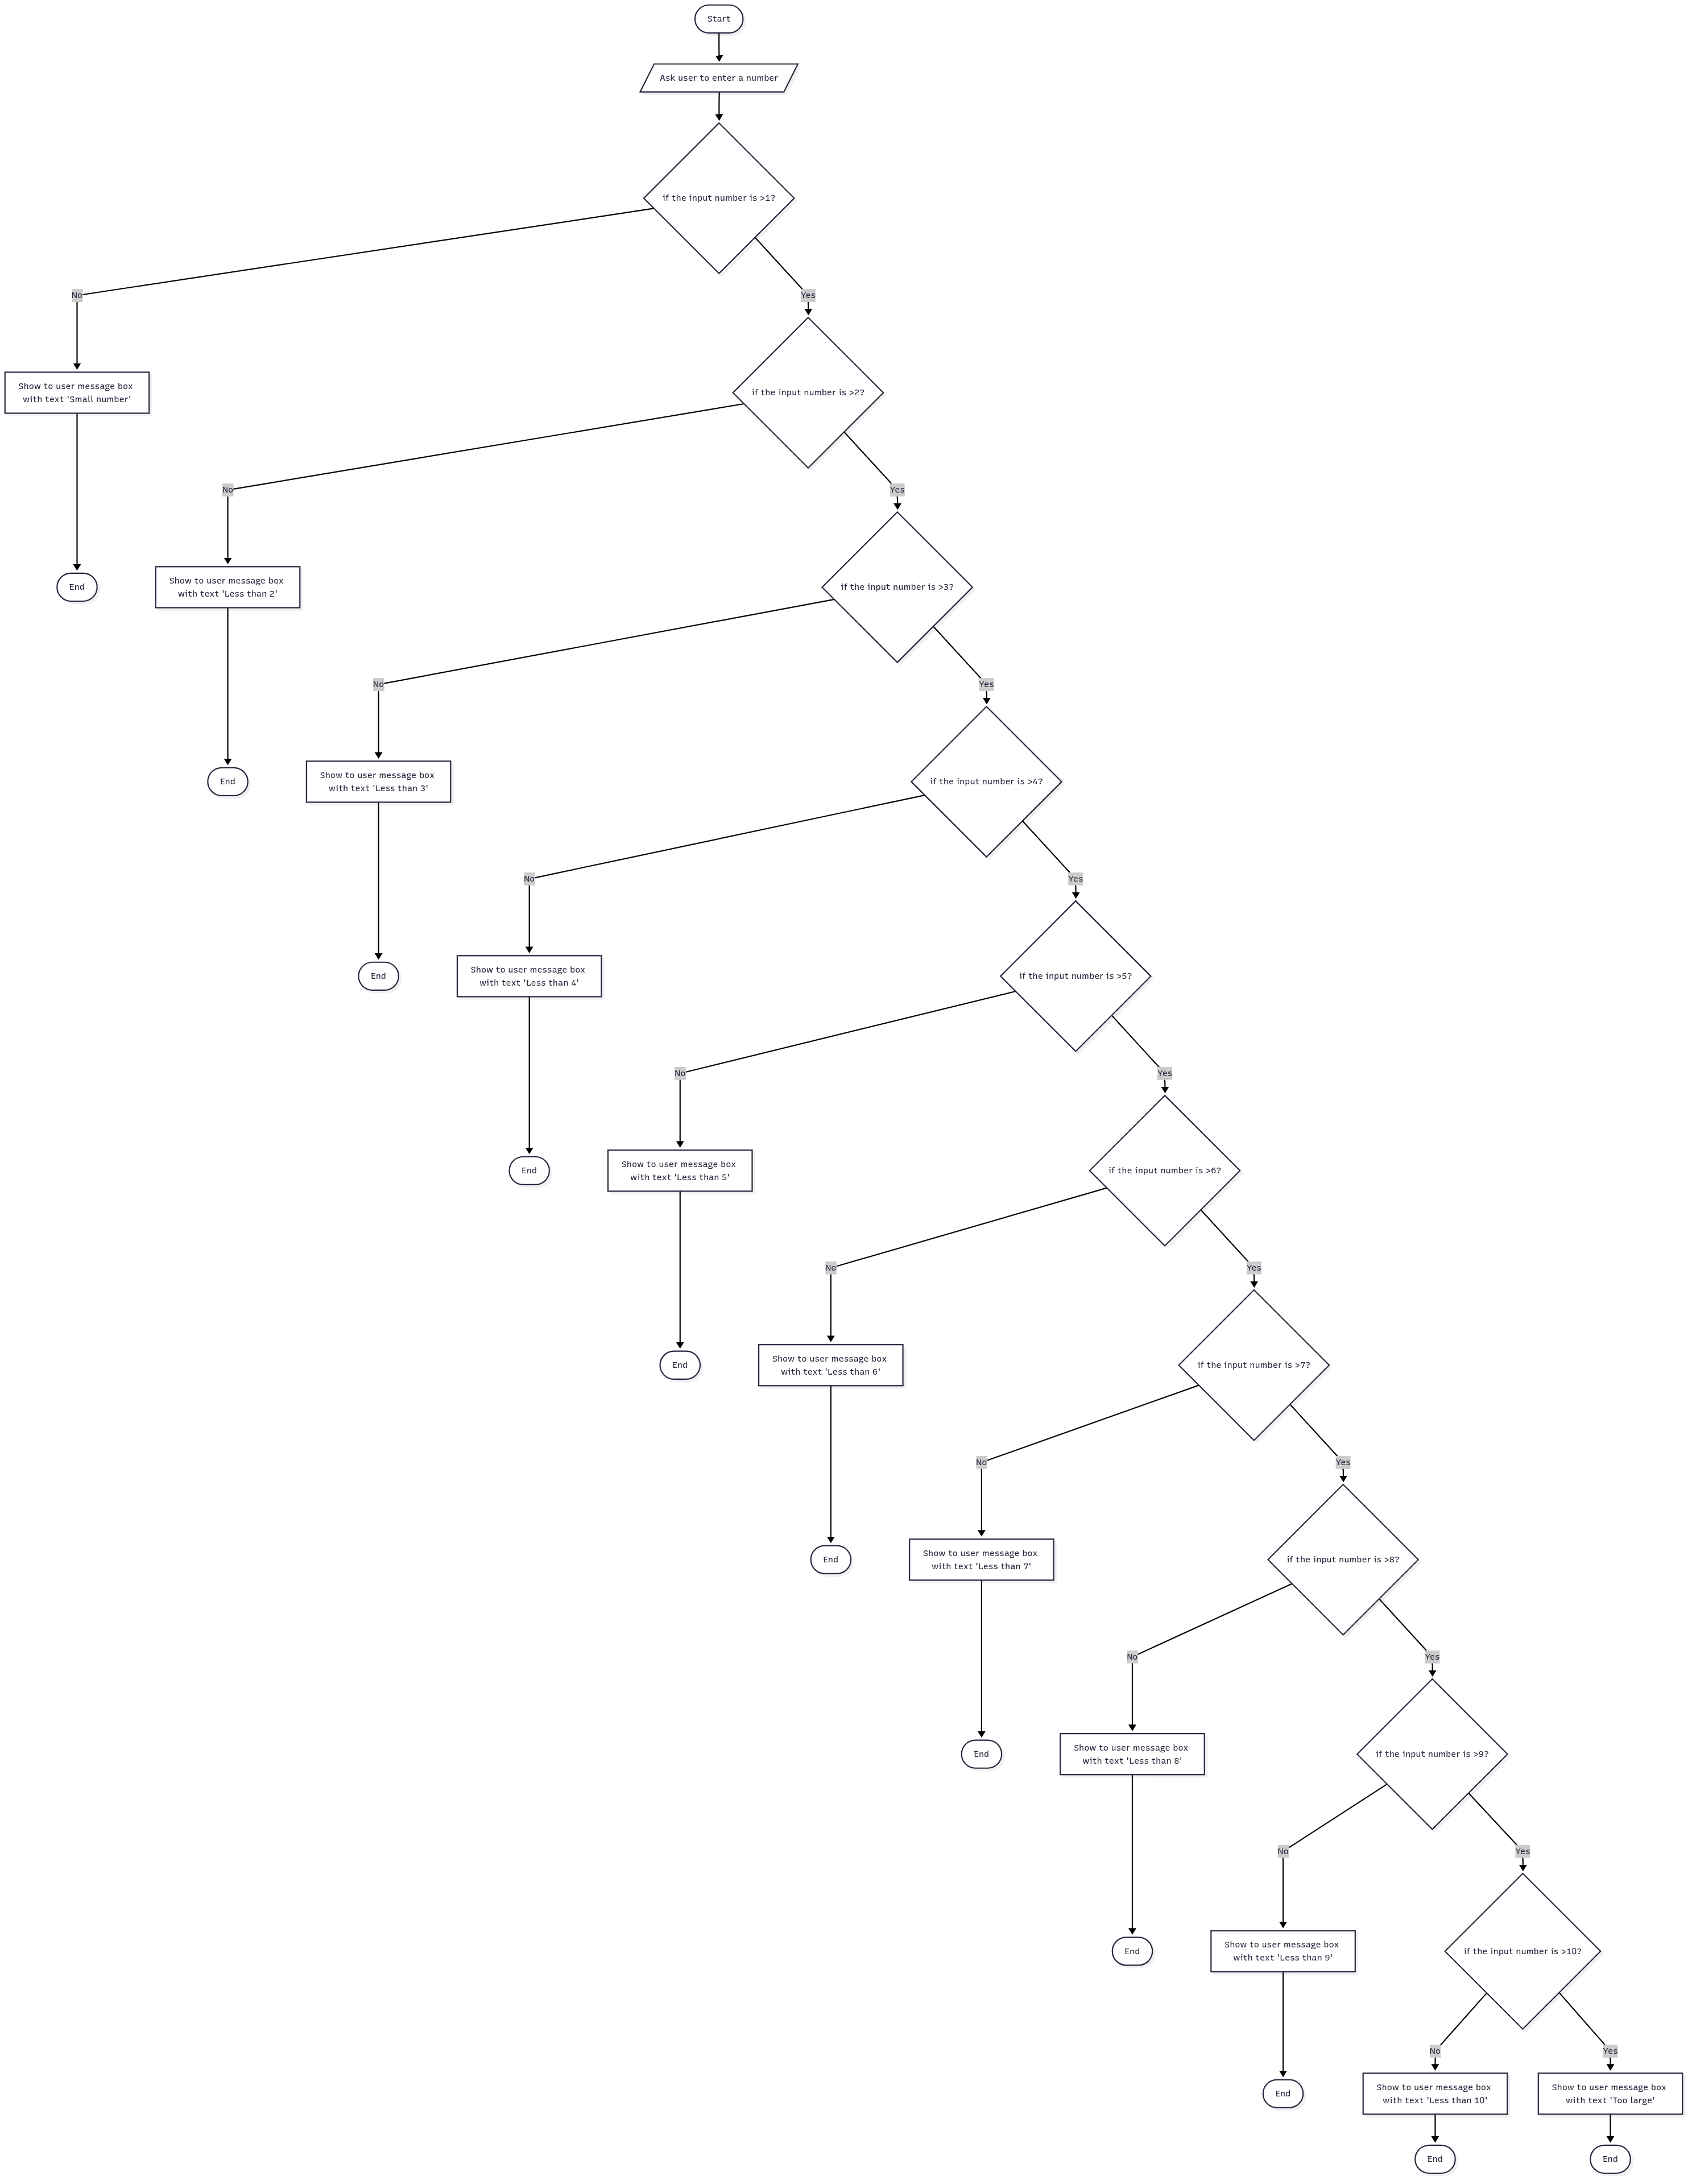 Start
Ask user to enter a number
if the input number is >1?
No
Yes
Show to user message box
with text 'Small number'
if the input number is >2?
No
Yes
End
Show to user message box
with text 'Less than 2'
if the input number is >3?
No
Yes
End
Show to user message box
with text 'Less than 3'
if the input number is >4?
No
Yes
End
Show to user message box
with text 'Less than 4'
if the input number is >5?
No
Yes
End
Show to user message box
with text 'Less than 5'
if the input number is >6?
No
Yes
End
Show to user message box
with text 'Less than 6'
if the input number is >7?
No
Yes
End
Show to user message box
with text 'Less than 7'
if the input number is >8?
No
Yes
End
Show to user message box
with text 'Less than 8'
if the input number is >9?
No
Yes
End
Show to user message box
with text 'Less than 9'
if the input number is >10?
No
Yes
End
Show to user message box
with text 'Less than 10'
Show to user message box
with text 'Too large'
End
End